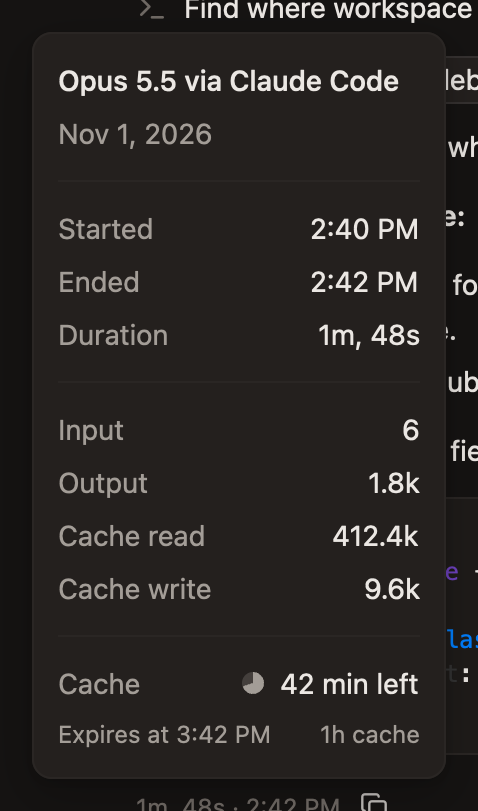 Find where workspace
Opus 5.5 via Claude Code
Nov 1, 2026
Started 2:40 PM
Ended 2:42 PM
Duration 1m, 48s
Input 6
Output 1.8k
Cache read 412.4k
Cache write 9.6k
Cache 42 min left
Expires at 3:42 PM 1h cache
1m, 48s · 2:42 PM